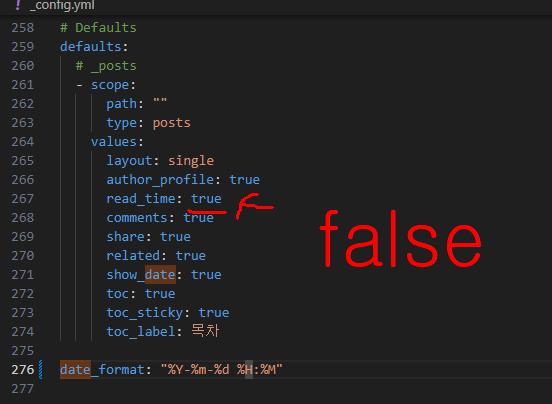 ! _config.yml
258 # Defaults
259 defaults:
260   # _posts
261   - scope:
262       path: ""
263       type: posts
264     values:
265       layout: single
266       author_profile: true
267       read_time: true
268       comments: true
269       share: true
270       related: true
271       show_date: true
272       toc: true
273       toc_sticky: true
274       toc_label: 목차
275
276 date_format: "%Y-%m-%d %H:%M"
277
false